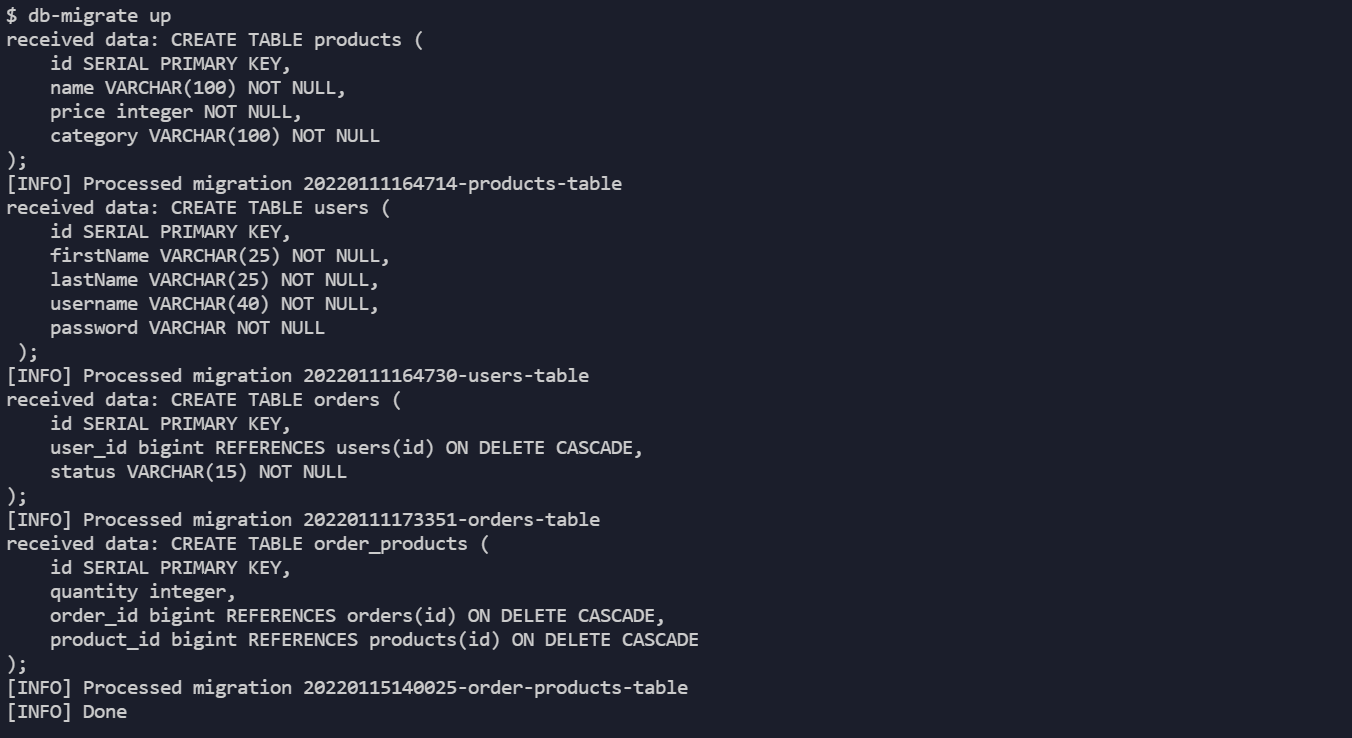 $ db-migrate up
received data: CREATE TABLE products (
    id SERIAL PRIMARY KEY,
    name VARCHAR(100) NOT NULL,
    price integer NOT NULL,
    category VARCHAR(100) NOT NULL
);
[INFO] Processed migration 20220111164714-products-table
received data: CREATE TABLE users (
    id SERIAL PRIMARY KEY,
    firstName VARCHAR(25) NOT NULL,
    lastName VARCHAR(25) NOT NULL,
    username VARCHAR(40) NOT NULL,
    password VARCHAR NOT NULL
 );
[INFO] Processed migration 20220111164730-users-table
received data: CREATE TABLE orders (
    id SERIAL PRIMARY KEY,
    user_id bigint REFERENCES users(id) ON DELETE CASCADE,
    status VARCHAR(15) NOT NULL
);
[INFO] Processed migration 20220111173351-orders-table
received data: CREATE TABLE order_products (
    id SERIAL PRIMARY KEY,
    quantity integer,
    order_id bigint REFERENCES orders(id) ON DELETE CASCADE,
    product_id bigint REFERENCES products(id) ON DELETE CASCADE
);
[INFO] Processed migration 20220115140025-order-products-table
[INFO] Done